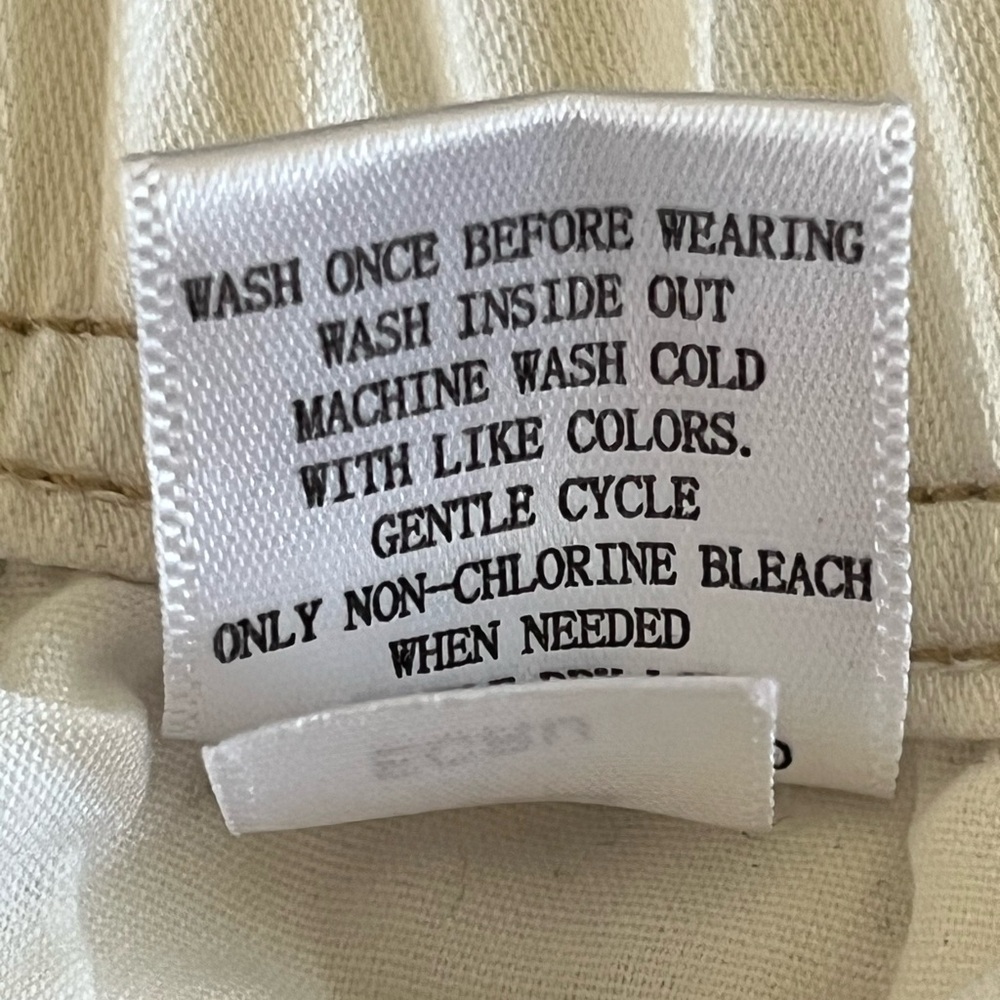 WASH ONCE BEFORE WEARING
WASH INSIDE OUT
MACHINE WASH COLD
WITH LIKE COLORS.
GENTLE CYCLE
ONLY NON-CHLORINE BLEACH
WHEN NEEDED